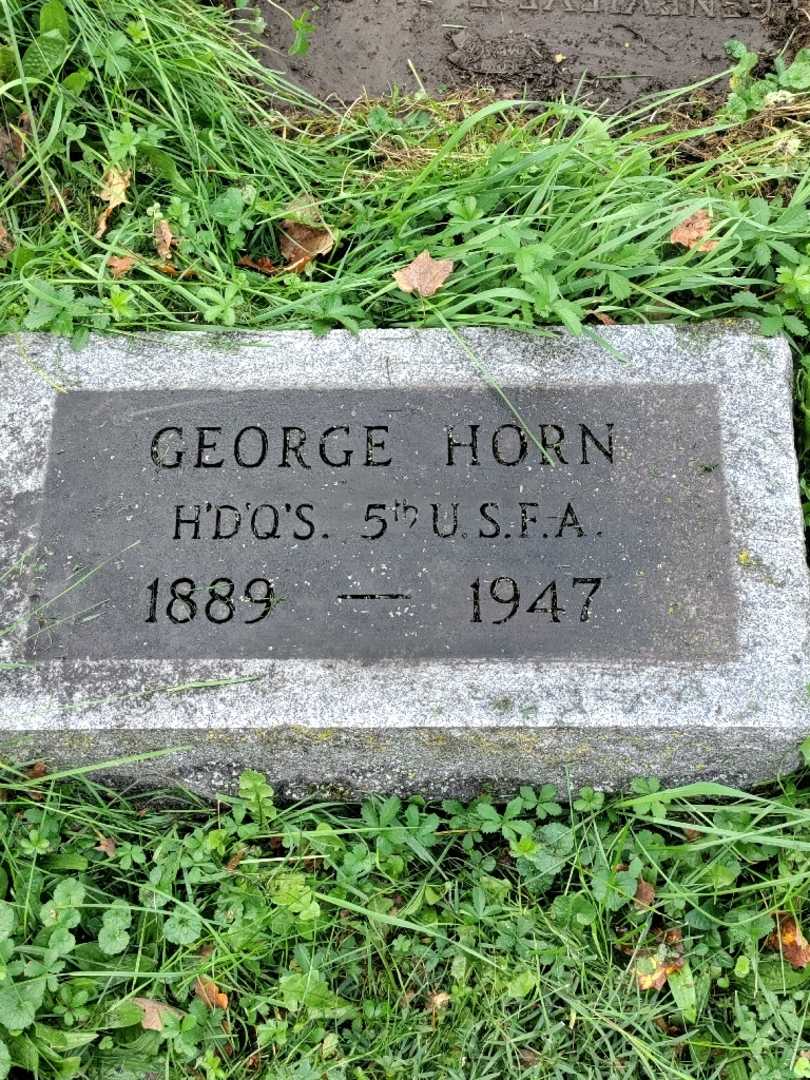 GEORGE HORN
H'D'Q'S. 5th U.S.F.A.
1889 — 1947